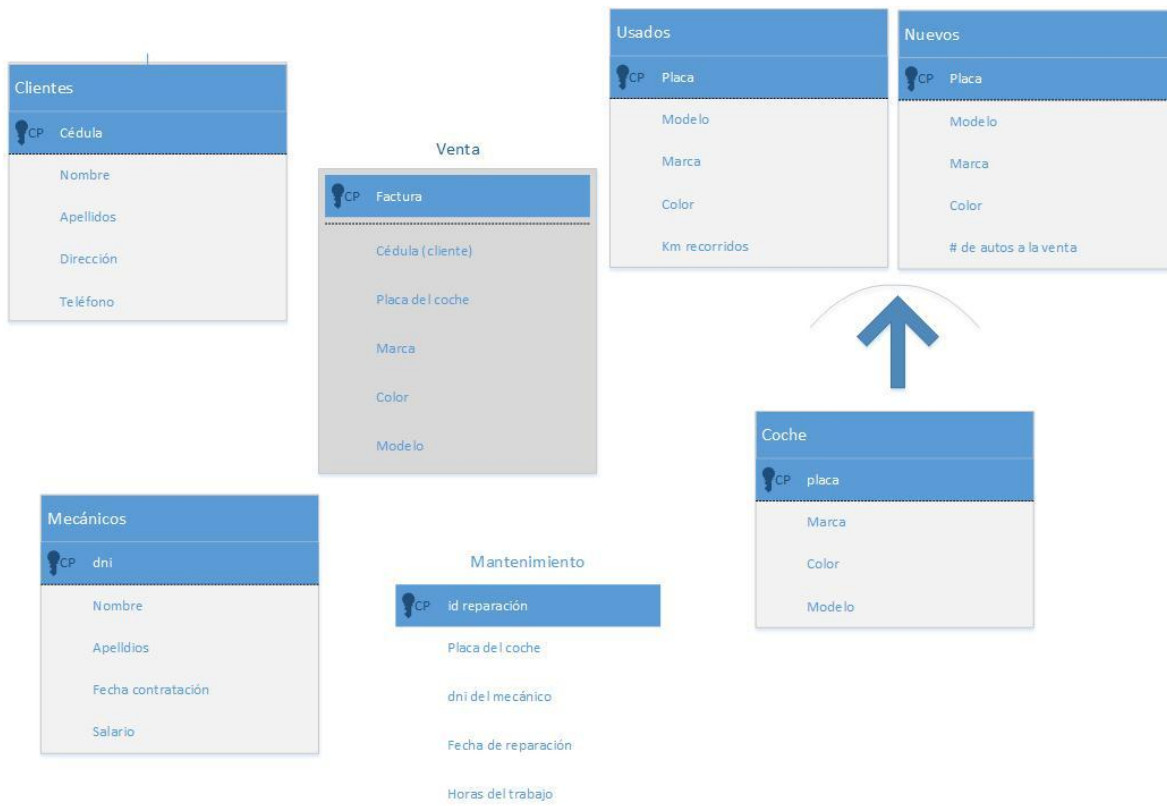 Clientes
CP Cédula
Nombre
Apellidos
Dirección
Teléfono
Venta
CP Factura
Cédula (cliente)
Placa del coche
Marca
Color
Modelo
Usados
CP Placa
Modelo
Marca
Color
Km recorridos
Nuevos
CP Placa
Modelo
Marca
Color
# de autos a la venta
Mecánicos
CP dni
Nombre
Apelldios
Fecha contratación
Salario
Mantenimiento
CP id reparación
Placa del coche
dni del mecánico
Fecha de reparación
Horas del trabajo
Coche
CP placa
Marca
Color
Modelo